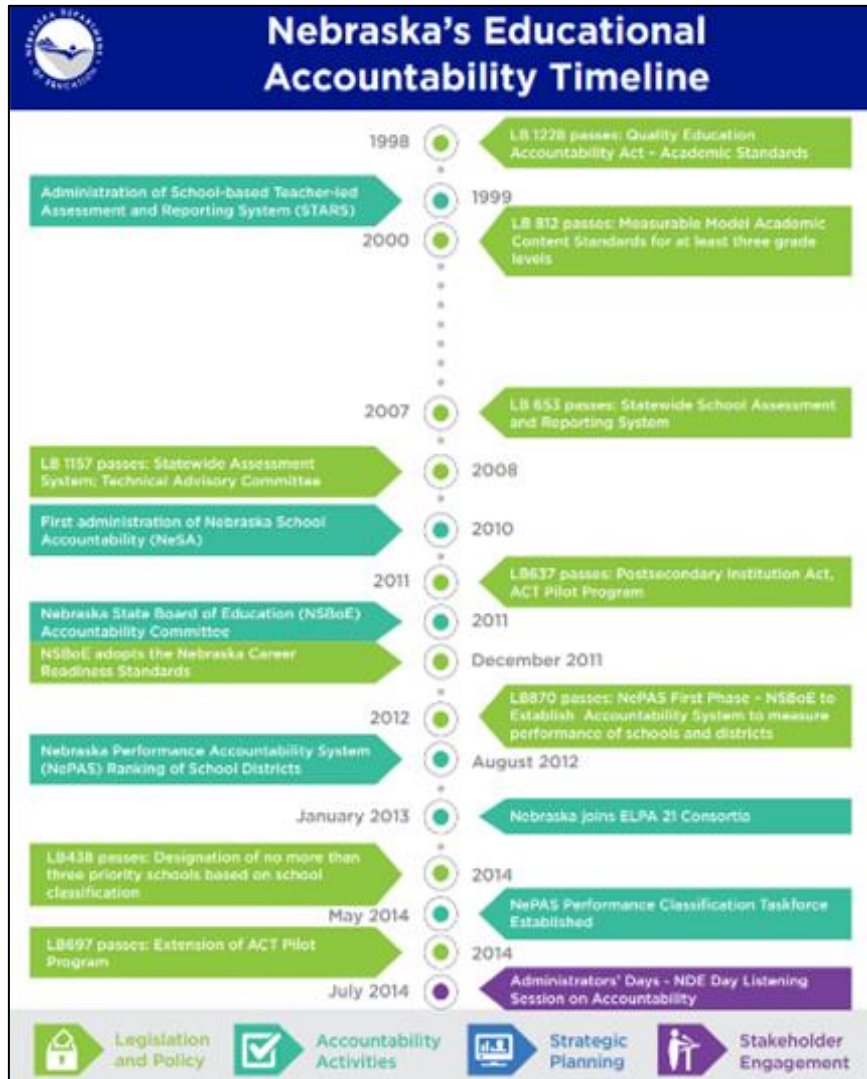 NEBRASKA DEPARTMENT
OF EDUCATION
Nebraska's Educational
Accountability Timeline
1998
LB 1228 passes: Quality Education
Accountability Act - Academic Standards
Administration of School-based Teacher-led
Assessment and Reporting System (STARS)
1999
2000
LB 812 passes: Measurable Model Academic
Content Standards for at least three grade
levels
2007
LB 653 passes: Statewide School Assessment
and Reporting System
LB 1157 passes: Statewide Assessment
System; Technical Advisory Committee
2008
First administration of Nebraska School
Accountability (NeSA)
2010
2011
LB637 passes: Postsecondary Institution Act,
ACT Pilot Program
Nebraska State Board of Education (NSBoE)
Accountability Committee
2011
NSBoE adopts the Nebraska Career
Readiness Standards
December 2011
2012
LB870 passes: NePAS First Phase - NSBoE to
Establish Accountability System to measure
performance of schools and districts
Nebraska Performance Accountability System
(NePAS) Ranking of School Districts
August 2012
January 2013
Nebraska joins ELPA 21 Consortia
LB438 passes: Designation of no more than
three priority schools based on school
classification
2014
May 2014
NePAS Performance Classification Taskforce
Established
LB697 passes: Extension of ACT Pilot
Program
2014
July 2014
Administrators' Days - NDE Day Listening
Session on Accountability
Legislation
and Policy
Accountability
Activities
Strategic
Planning
Stakeholder
Engagement